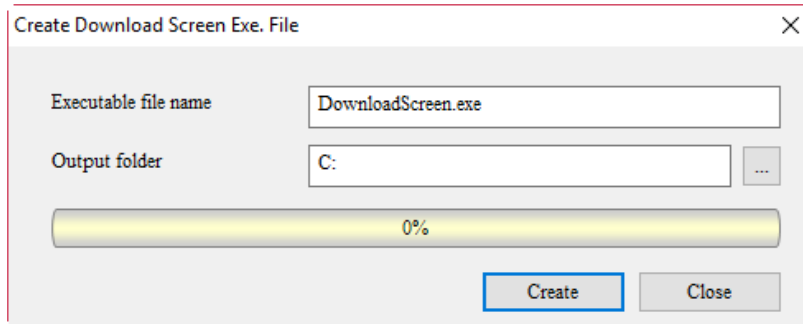 Create Download Screen Exe. File
Executable file name DownloadScreen.exe
Output folder C: ...
0%
Create Close